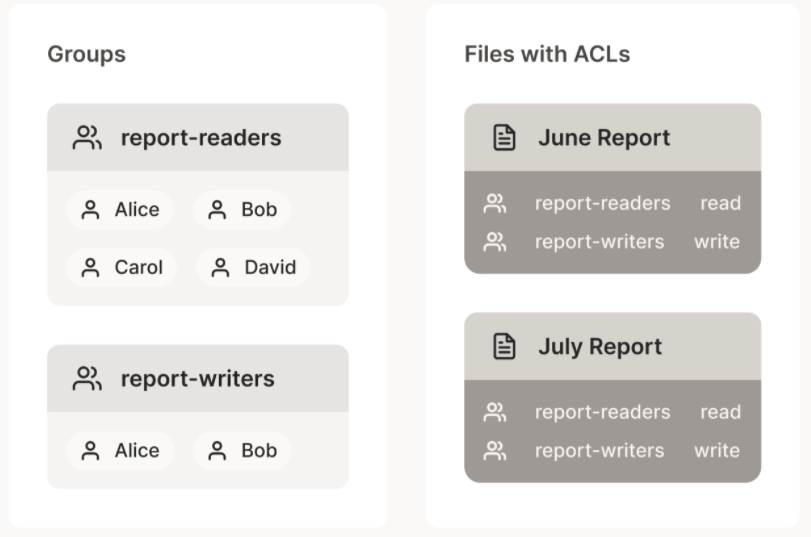 Groups
report-readers
Alice Bob
Carol David
report-writers
Alice Bob
Files with ACLs
June Report
report-readers read
report-writers write
July Report
report-readers read
report-writers write